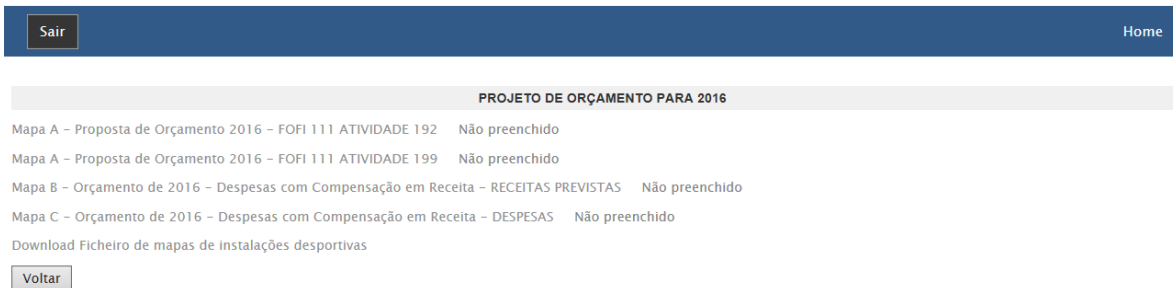 Sair Home
PROJETO DE ORÇAMENTO PARA 2016
Mapa A – Proposta de Orçamento 2016 – FOFI 111 ATIVIDADE 192 Não preenchido
Mapa A – Proposta de Orçamento 2016 – FOFI 111 ATIVIDADE 199 Não preenchido
Mapa B – Orçamento de 2016 – Despesas com Compensação em Receita – RECEITAS PREVISTAS Não preenchido
Mapa C – Orçamento de 2016 – Despesas com Compensação em Receita – DESPESAS Não preenchido
Download Ficheiro de mapas de instalações desportivas
Voltar